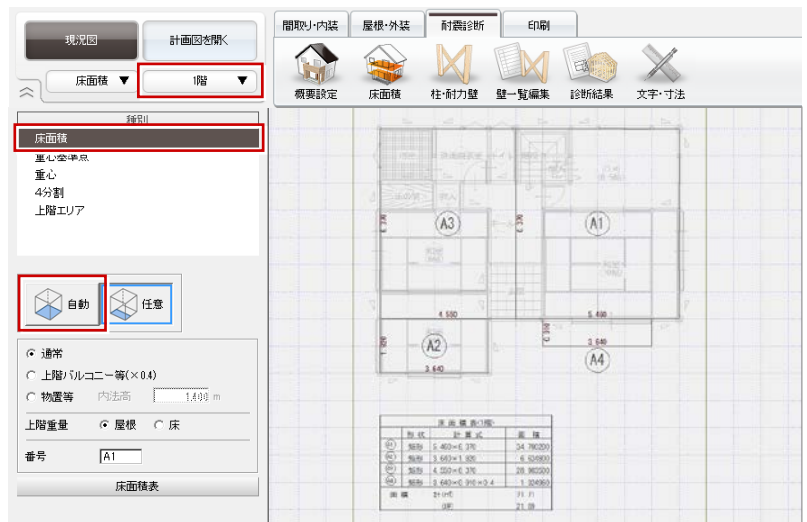 現況図
計画図を開く
床面積 ▼
1階 ▼
種別
床面積
重心基準点
重心
4分割
上階エリア
自動
任意
通常
上階バルコニー等(×0.4)
物置等 内法高 1.400 m
上階重量 屋根 床
番号 A1
床面積表
間取り・内装
屋根・外装
耐震診断
印刷
概要設定
床面積
柱・耐力壁
壁一覧編集
診断結果
文字・寸法
A3
A1
4.550
5.460
A2
3.640
3.640
A4
床面積表<1階>
形状 計算式 面積
矩形 5.460×6.370 34.780200
矩形 3.640×1.820 6.624800
矩形 4.550×6.370 28.983500
面積